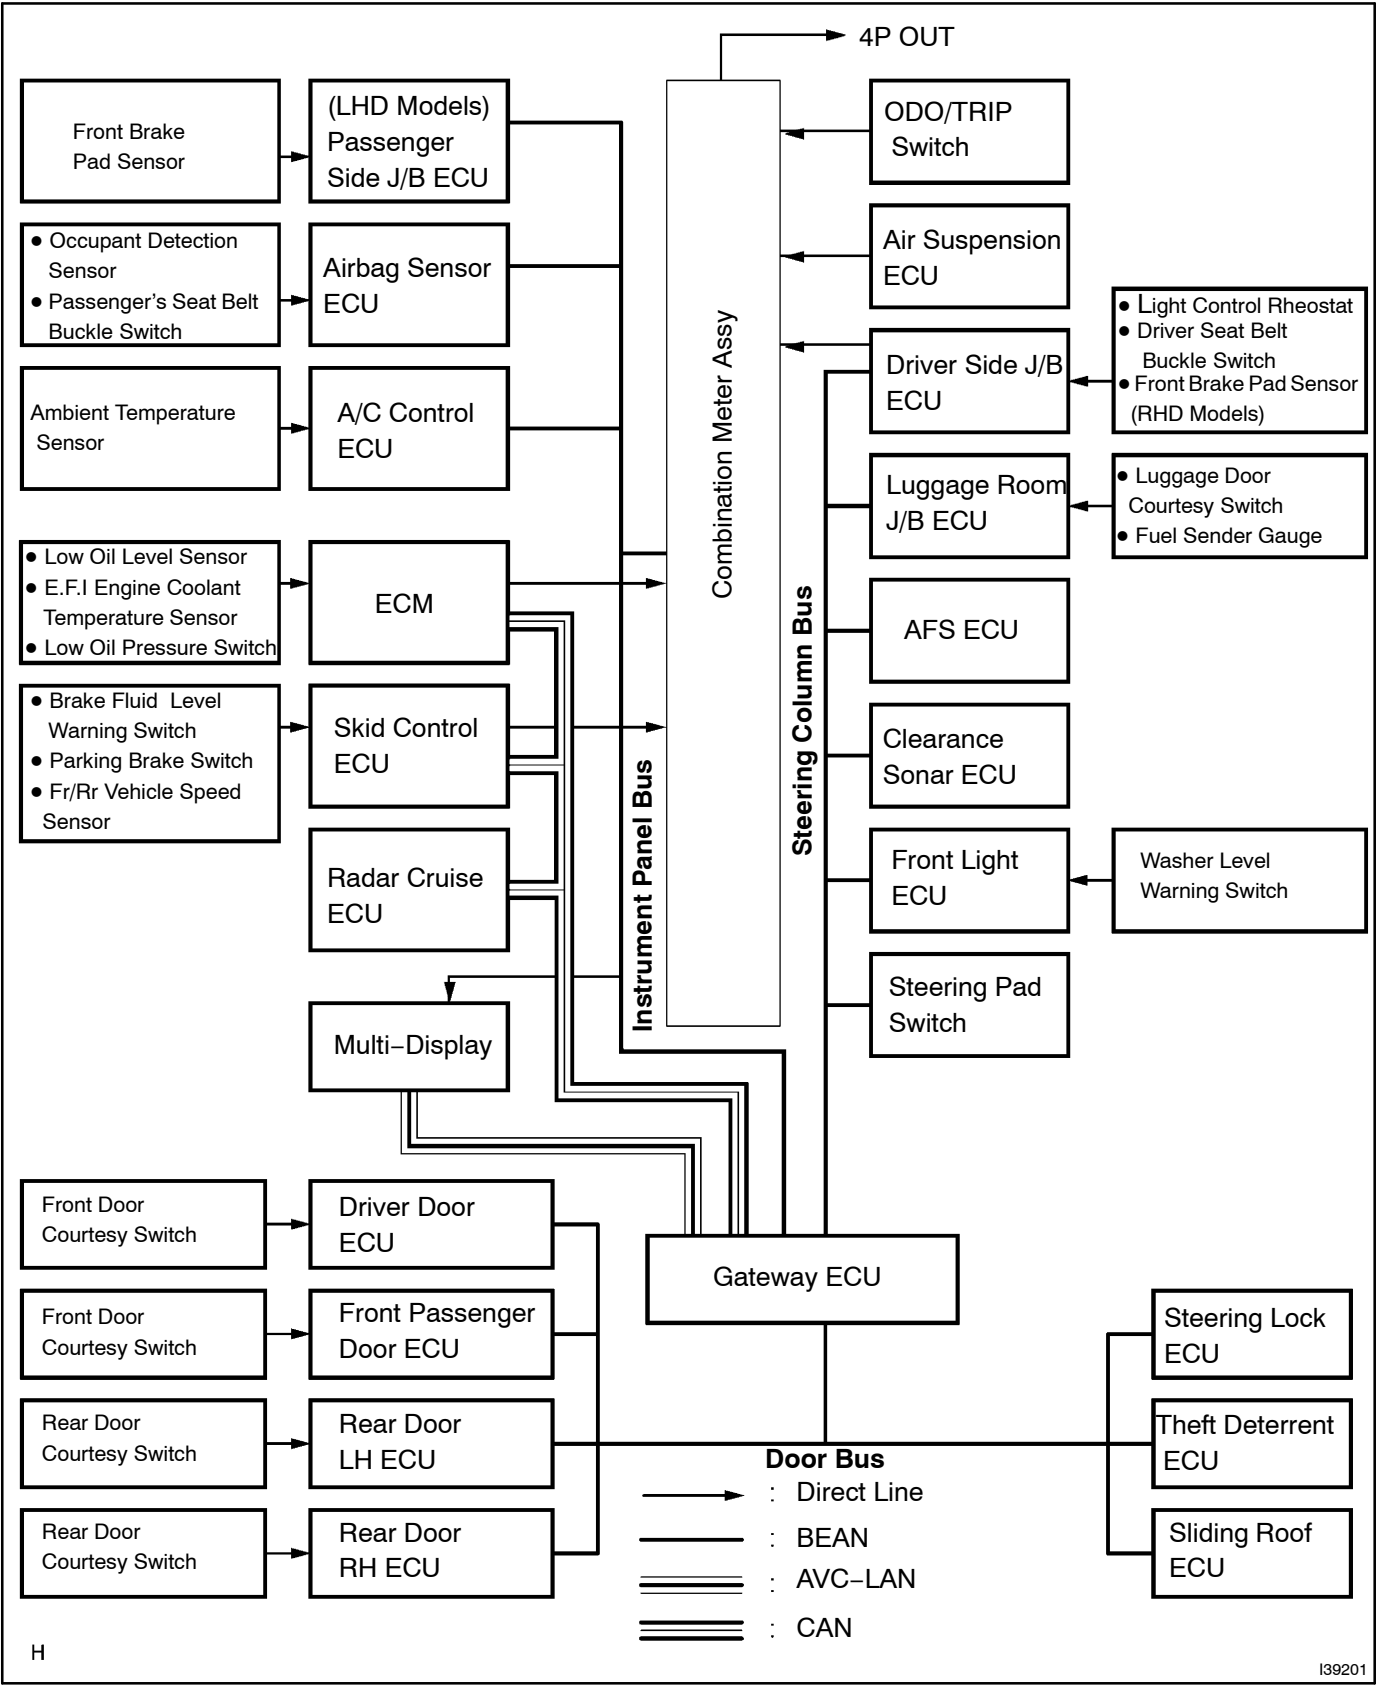 4P OUT
Front Brake
Pad Sensor
(LHD Models)
Passenger
Side J/B ECU
ODO/TRIP
Switch
● Occupant Detection
Sensor
● Passenger's Seat Belt
Buckle Switch
Airbag Sensor
ECU
Air Suspension
ECU
Ambient Temperature
Sensor
A/C Control
ECU
Driver Side J/B
ECU
● Light Control Rheostat
● Driver Seat Belt
Buckle Switch
● Front Brake Pad Sensor
(RHD Models)
Combination Meter Assy
Luggage Room
J/B ECU
● Luggage Door
Courtesy Switch
● Fuel Sender Gauge
● Low Oil Level Sensor
● E.F.I Engine Coolant
Temperature Sensor
● Low Oil Pressure Switch
ECM
AFS ECU
● Brake Fluid Level
Warning Switch
● Parking Brake Switch
● Fr/Rr Vehicle Speed
Sensor
Skid Control
ECU
Instrument Panel Bus
Steering Column Bus
Clearance
Sonar ECU
Radar Cruise
ECU
Front Light
ECU
Washer Level
Warning Switch
Multi−Display
Steering Pad
Switch
Front Door
Courtesy Switch
Driver Door
ECU
Gateway ECU
Front Door
Courtesy Switch
Front Passenger
Door ECU
Steering Lock
ECU
Rear Door
Courtesy Switch
Rear Door
LH ECU
Theft Deterrent
ECU
Door Bus
Rear Door
Courtesy Switch
Rear Door
RH ECU
Sliding Roof
ECU
: Direct Line
: BEAN
: AVC−LAN
: CAN
H
I39201